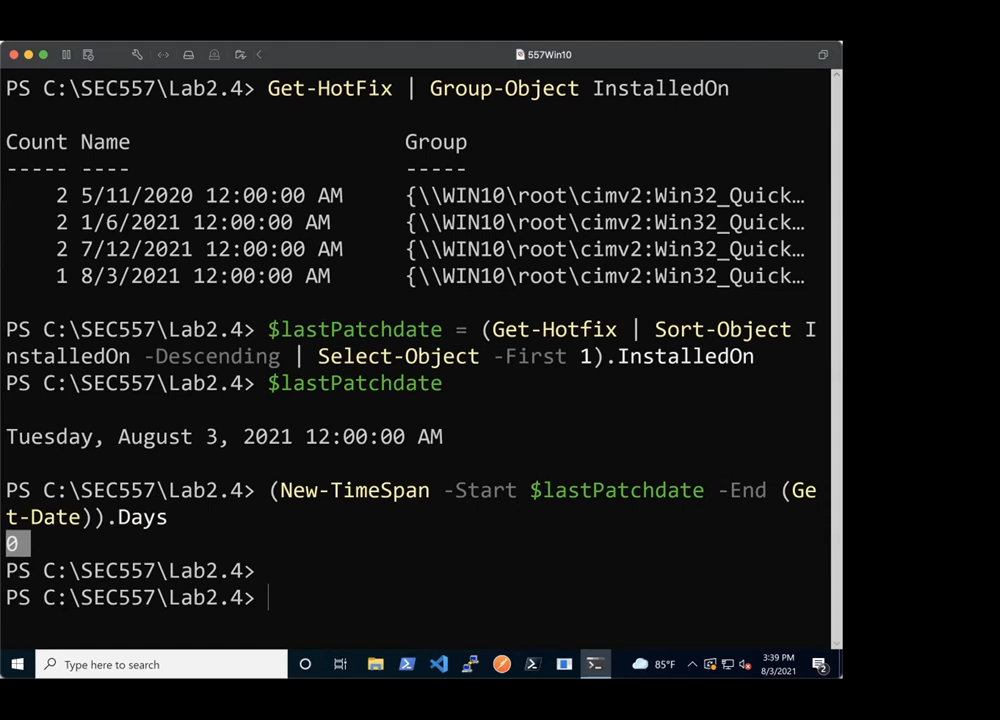 557Win10
PS C:\SEC557\Lab2.4> Get-HotFix | Group-Object InstalledOn
Count Name Group
----- ---- -----
2 5/11/2020 12:00:00 AM {\\WIN10\root\cimv2:Win32_Quick…
2 1/6/2021 12:00:00 AM {\\WIN10\root\cimv2:Win32_Quick…
2 7/12/2021 12:00:00 AM {\\WIN10\root\cimv2:Win32_Quick…
1 8/3/2021 12:00:00 AM {\\WIN10\root\cimv2:Win32_Quick…
PS C:\SEC557\Lab2.4> $lastPatchdate = (Get-Hotfix | Sort-Object I
nstalledOn -Descending | Select-Object -First 1).InstalledOn
PS C:\SEC557\Lab2.4> $lastPatchdate
Tuesday, August 3, 2021 12:00:00 AM
PS C:\SEC557\Lab2.4> (New-TimeSpan -Start $lastPatchdate -End (Ge
t-Date)).Days
0
PS C:\SEC557\Lab2.4>
PS C:\SEC557\Lab2.4>
Type here to search
85°F
3:39 PM
8/3/2021
2